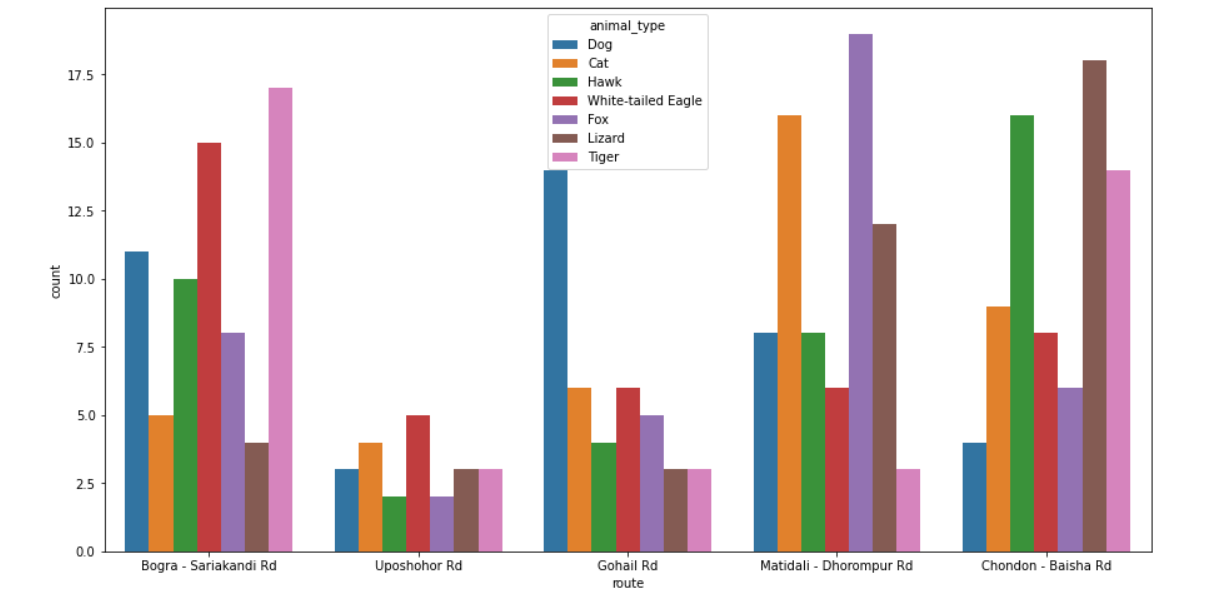 animal_type
Dog
Cat
Hawk
White-tailed Eagle
Fox
Lizard
Tiger
17.5
15.0
12.5
10.0
7.5
5.0
2.5
0.0
count
Bogra - Sariakandi Rd
Uposhohor Rd
Gohail Rd
Matidali - Dhorompur Rd
Chondon - Baisha Rd
route